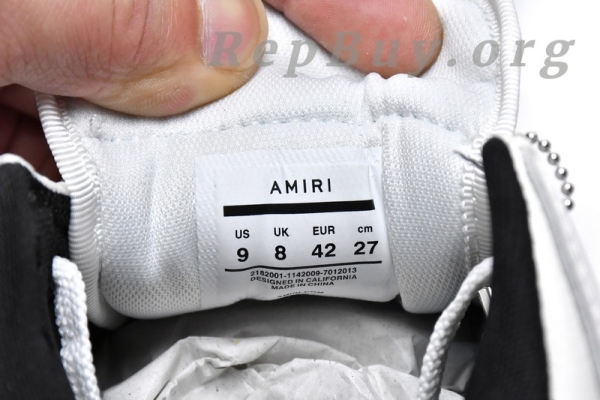 RepBuy.org
AMIRI
US UK EUR cm
9 8 42 27
2182001-1142009-7012013
DESIGNED IN CALIFORNIA
MADE IN CHINA